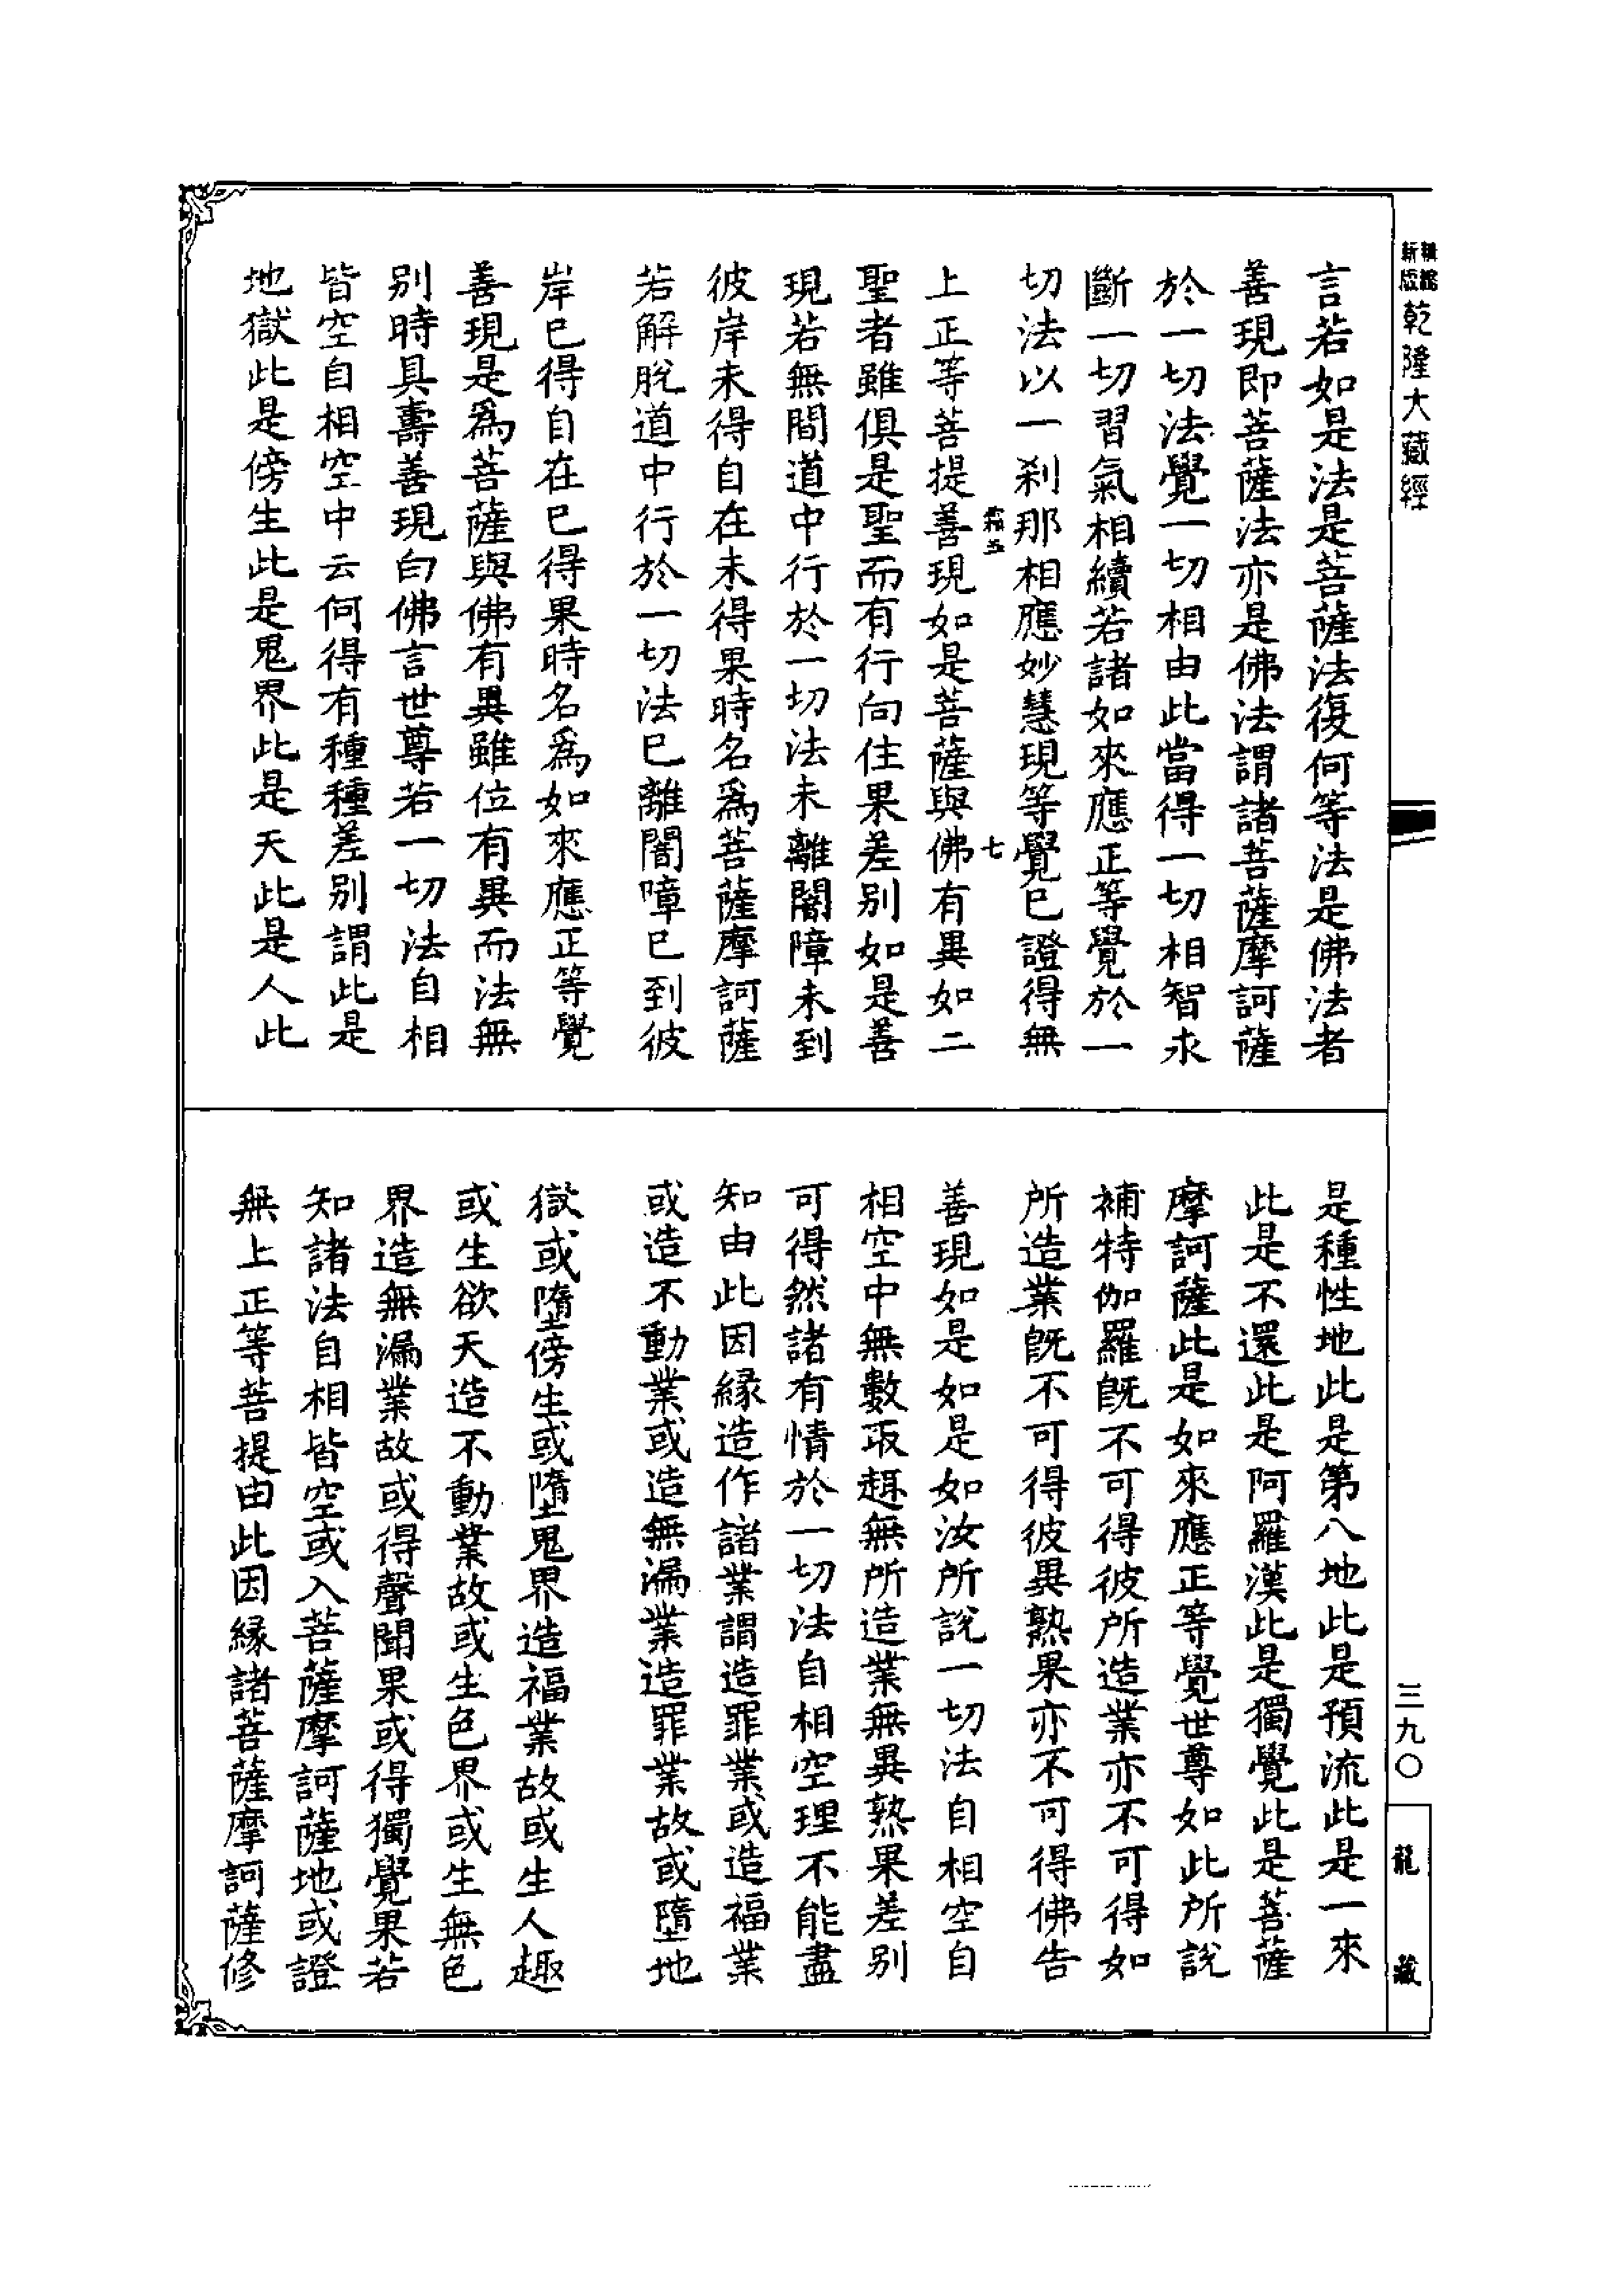 新版
乾隆大藏經
言若如是法是菩薩法復何等法是佛法者
善現即菩薩法亦是佛法謂諸菩薩摩訶薩
於一切法覺一切相由此當得一切相智永
斷一切習氣相續若諸如來應正等覺於一
切法以一剎那相應妙慧現等覺已證得無
七
上正等菩提善現如是菩薩與佛有異如二
聖者雖俱是聖而有行向住果差別如是善
現若無間道中行於一切法未離闇障未到
彼岸未得自在未得果時名爲菩薩摩訶薩
若解脫道中行於一切法已離闇障已到彼
岸已得自在已得果時名爲如來應正等覺
善現是爲菩薩與佛有異雖位有異而法無
別時具壽善現白佛言世尊若一切法自相
皆空自相空中云何得有種種差別謂此是
地獄此是傍生此是鬼界此是天此是人此
是種性地此是第八地此是預流此是一來
此是不還此是阿羅漢此是獨覺此是菩薩
摩訶薩此是如來應正等覺世尊如此所說
補特伽羅既不可得彼所造業亦不可得如
所造業既不可得彼異熟果亦不可得佛告
善現如是如是如汝所說一切法自相空自
相空中無數取趣無所造業無異熟果差別
可得然諸有情於一切法自相空理不能盡
知由此因緣造作諸業謂造罪業或造福業
或造不動業或造無漏業造罪業故或墮地
獄或墮傍生或墮鬼界造福業故或生人趣
或生欲天造不動業故或生色界或生無色
界造無漏業故或得聲聞果或得獨覺果若
知諸法自相皆空或入菩薩摩訶薩地或證
無上正等菩提由此因緣諸菩薩摩訶薩修
三九〇
龍藏